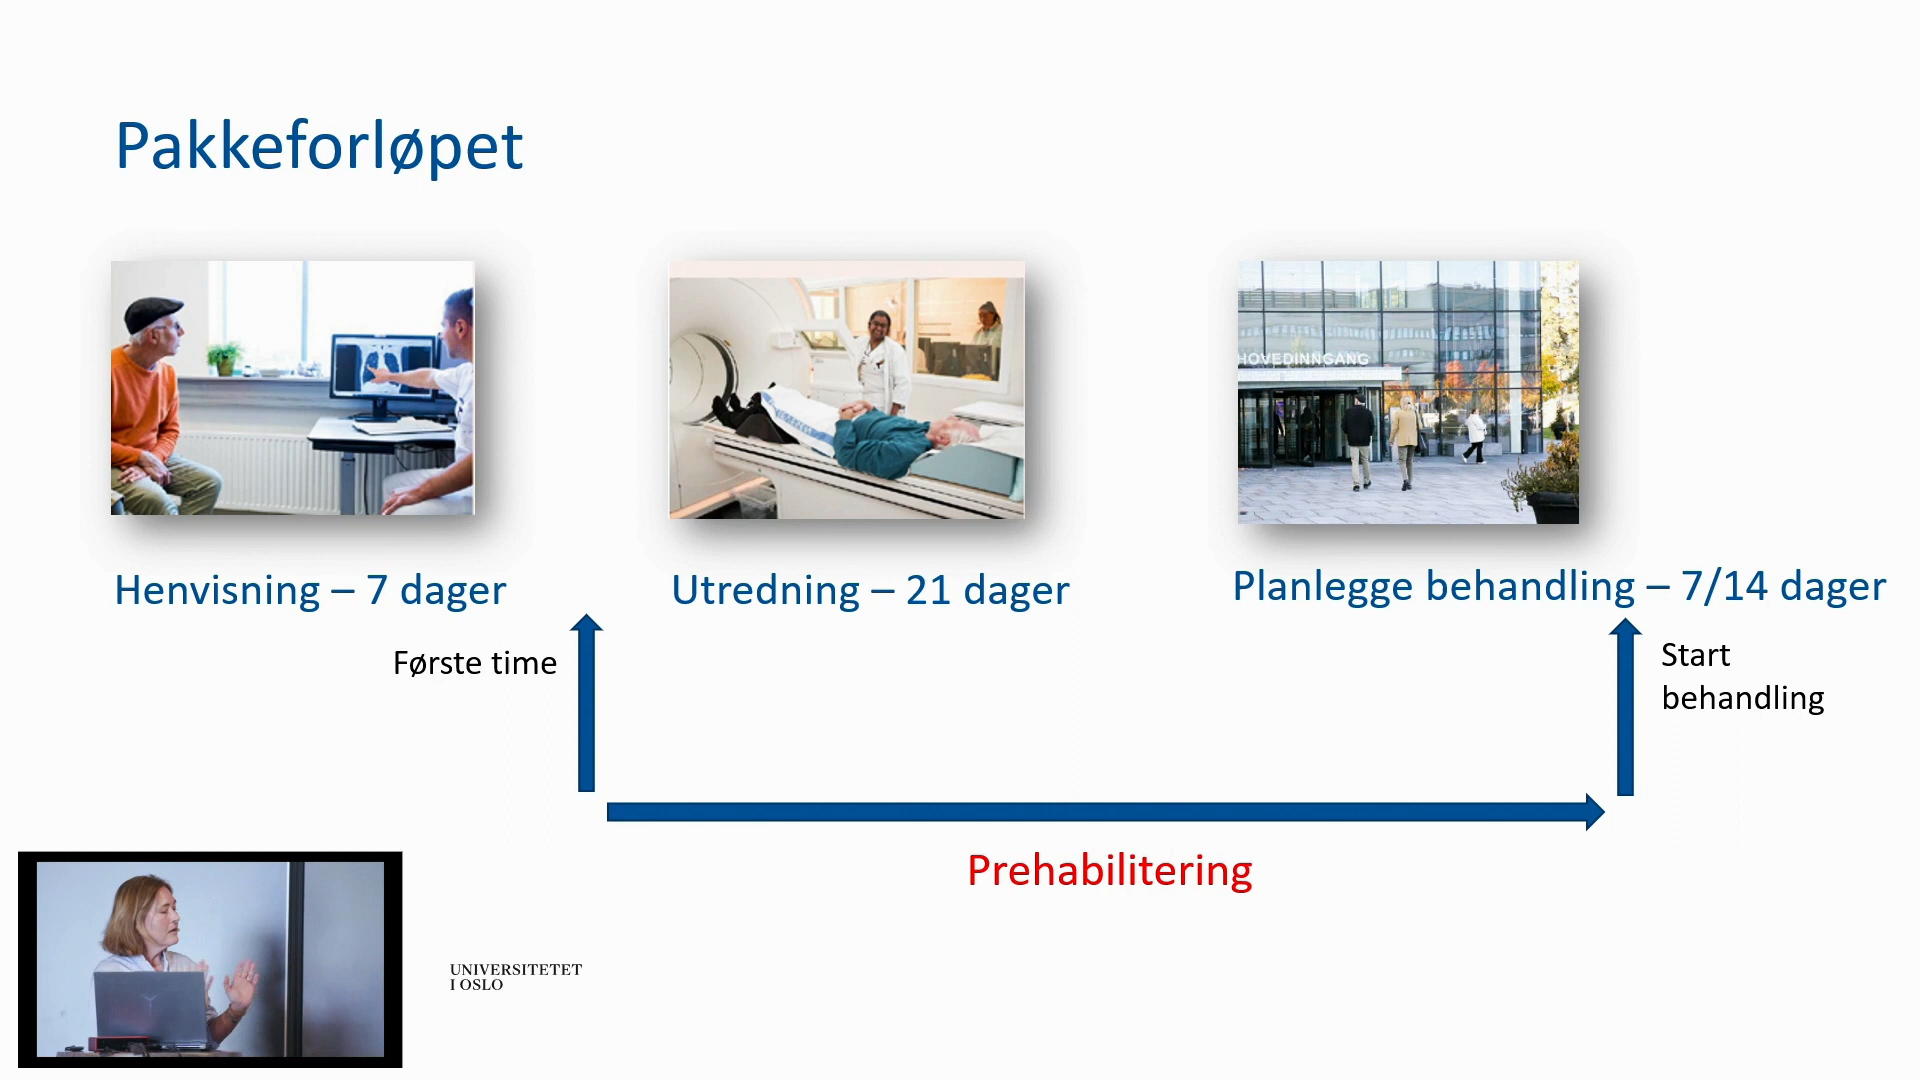 Pakkeforløpet
HOVEDINNGANG
Henvisning – 7 dager
Utredning – 21 dager
Planlegge behandling – 7/14 dager
Første time
Start
behandling
Prehabilitering
UNIVERSITETET
I OSLO